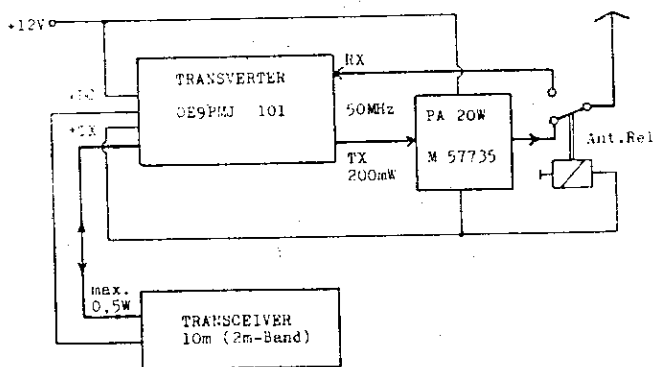 +12V
RX
TRANSVERTER
OE9PMJ 101
+DC
+TX
50MHz
TX
200mW
PA 20W
M 57735
Ant.Rel
max.
0,5W
TRANSCEIVER
10m (2m-Band)